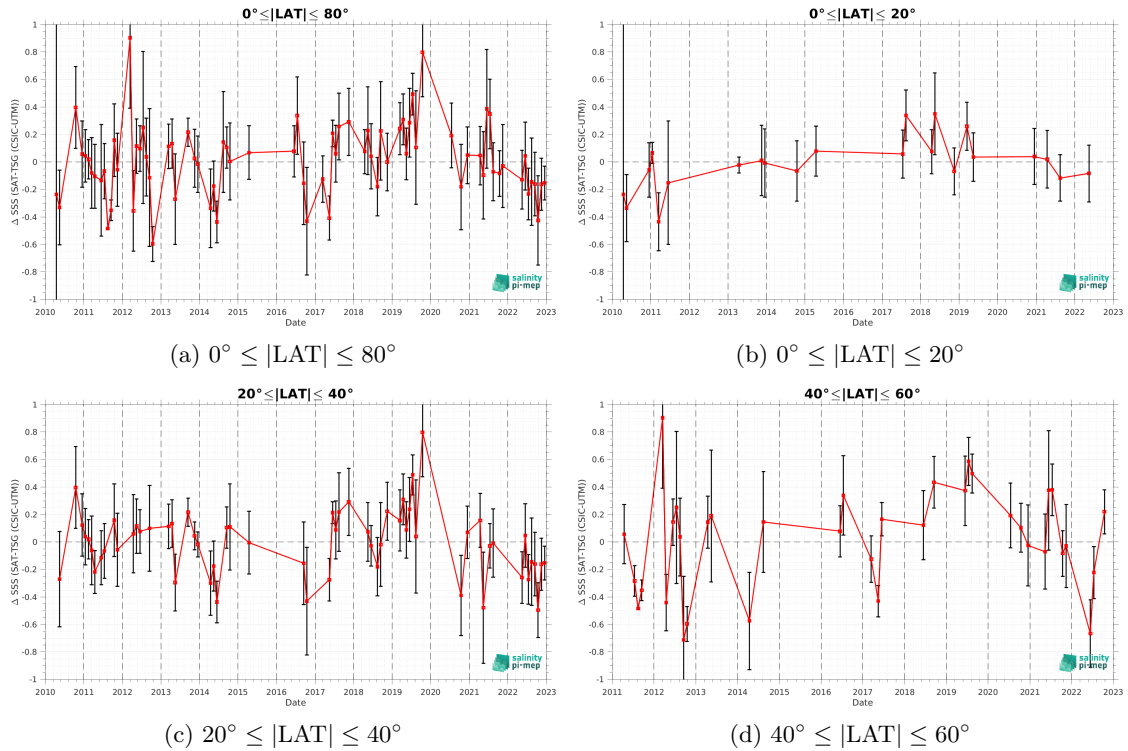 0°≤|LAT|≤ 80°
Δ SSS (SAT-TSG (CSIC-UTM))
1
0.8
0.6
0.4
0.2
0
-0.2
-0.4
-0.6
-0.8
-1
2010 2011 2012 2013 2014 2015 2016 2017 2018 2019 2020 2021 2022 2023
Date
salinity
pi-mep
(a) 0° ≤ |LAT| ≤ 80°
0°≤|LAT|≤ 20°
Δ SSS (SAT-TSG (CSIC-UTM))
1
0.8
0.6
0.4
0.2
0
-0.2
-0.4
-0.6
-0.8
-1
2010 2011 2012 2013 2014 2015 2016 2017 2018 2019 2020 2021 2022 2023
Date
salinity
pi-mep
(b) 0° ≤ |LAT| ≤ 20°
20°≤|LAT|≤ 40°
Δ SSS (SAT-TSG (CSIC-UTM))
1
0.8
0.6
0.4
0.2
0
-0.2
-0.4
-0.6
-0.8
-1
2010 2011 2012 2013 2014 2015 2016 2017 2018 2019 2020 2021 2022 2023
Date
salinity
pi-mep
(c) 20° ≤ |LAT| ≤ 40°
40°≤|LAT|≤ 60°
Δ SSS (SAT-TSG (CSIC-UTM))
1
0.8
0.6
0.4
0.2
0
-0.2
-0.4
-0.6
-0.8
-1
2011 2012 2013 2014 2015 2016 2017 2018 2019 2020 2021 2022 2023
Date
salinity
pi-mep
(d) 40° ≤ |LAT| ≤ 60°